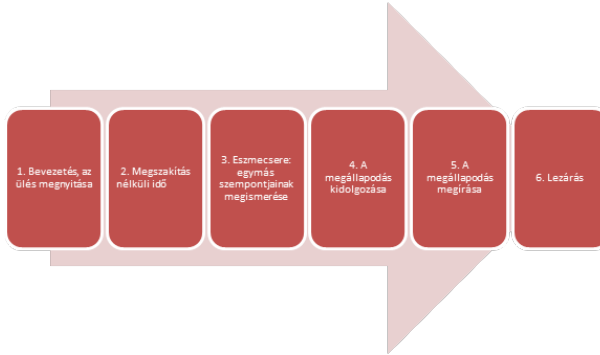 1. Bevezetés, az
ülés megnyitása
2. Megszakítás
nélküli idő
3. Eszmecsere:
egymás
szempontjainak
megismerése
4. A
megállapodás
kidolgozása
5. A
megállapodás
megírása
6. Lezárás